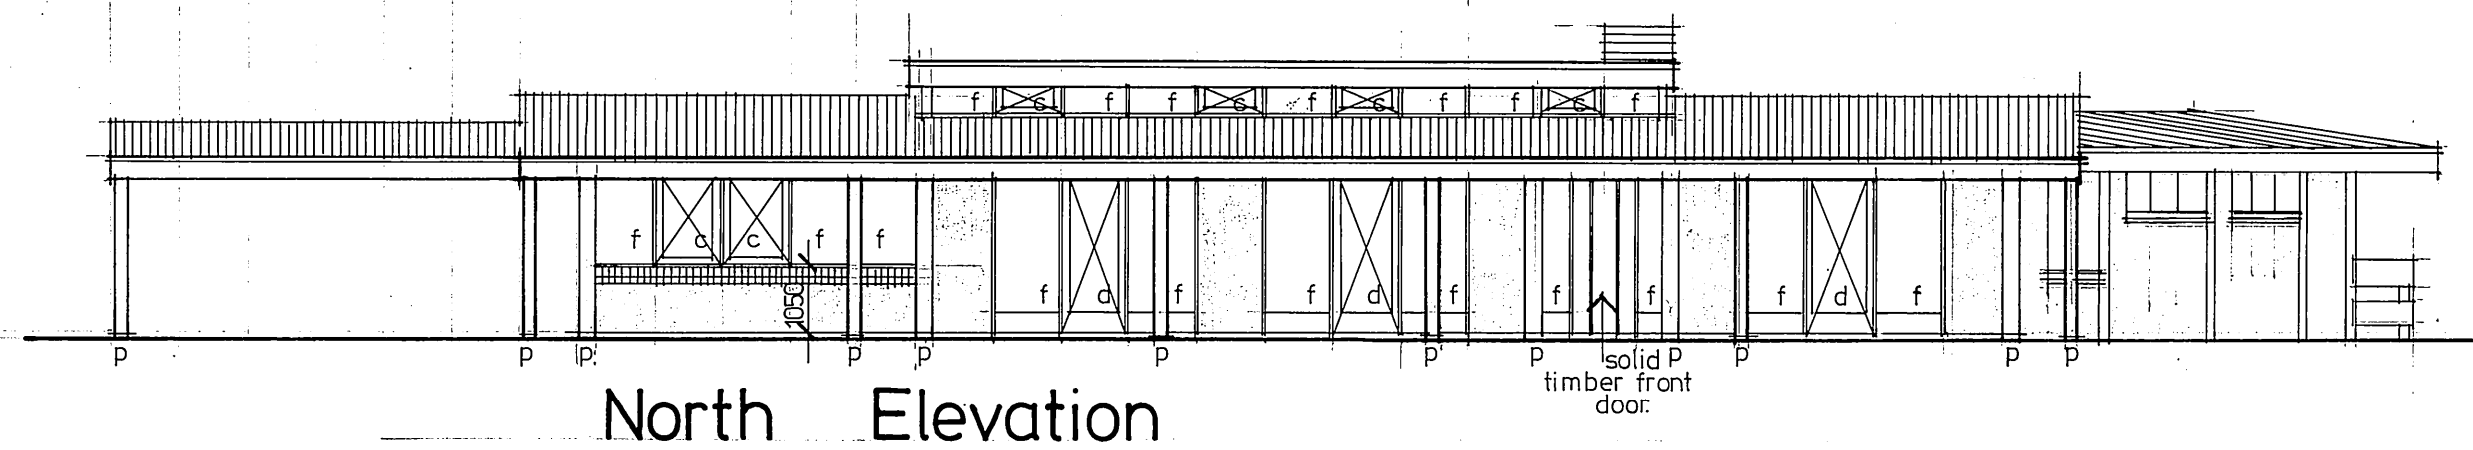 f c f f c f c f f c f
f c c f f
1050
f d f f d f f f f d f
p p p p p p p p p p p p
solid
timber front
door.
North Elevation